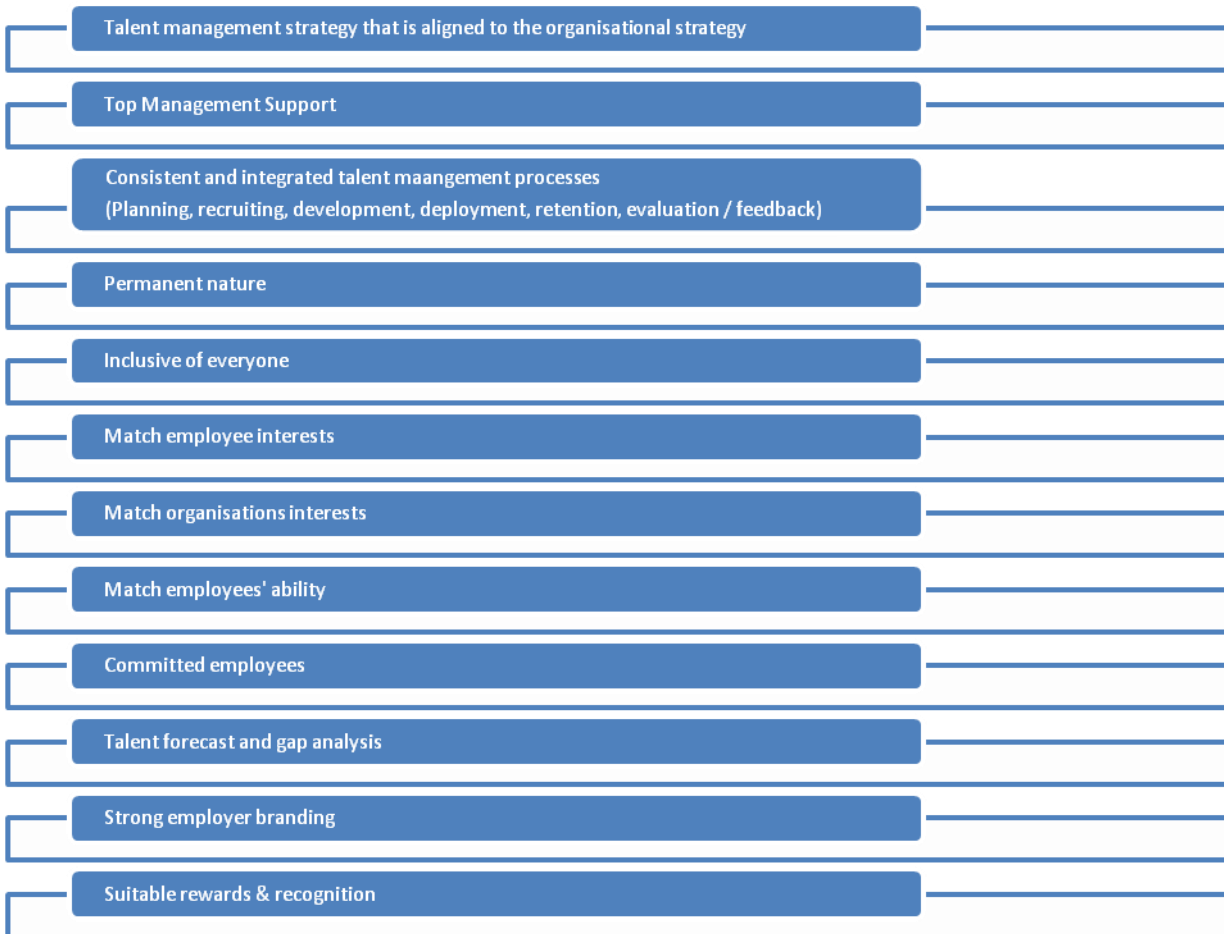 Talent management strategy that is aligned to the organisational strategy
Top Management Support
Consistent and integrated talent maangement processes
(Planning, recruiting, development, deployment, retention, evaluation / feedback)
Permanent nature
Inclusive of everyone
Match employee interests
Match organisations interests
Match employees' ability
Committed employees
Talent forecast and gap analysis
Strong employer branding
Suitable rewards & recognition